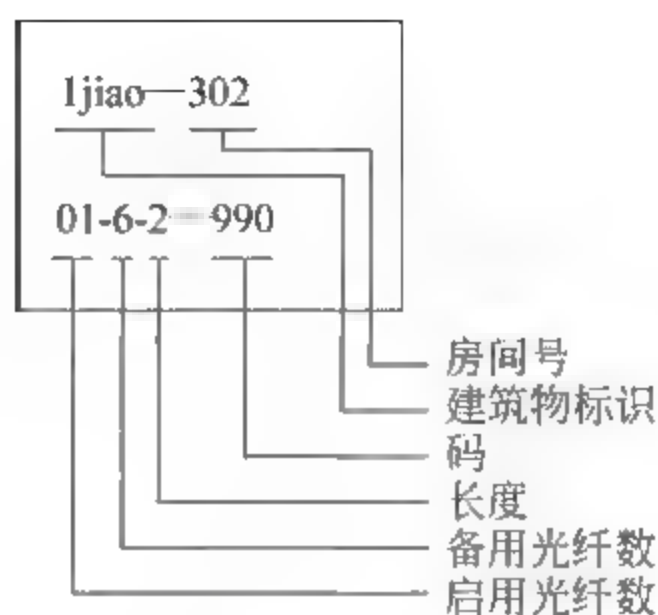 1jiao—302
01-6-2—990
房间号
建筑物标识
码
长度
备用光纤数
启用光纤数